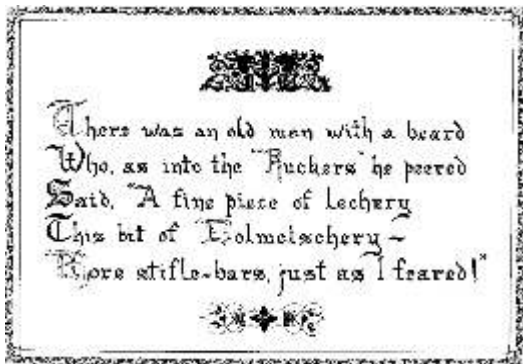 There was an old man with a beard
Who, as into the "Ruckers" he peered
Said, "A fine piece of lechery
This bit of Dolmetschery –
More stifle-bars, just as I feared!"